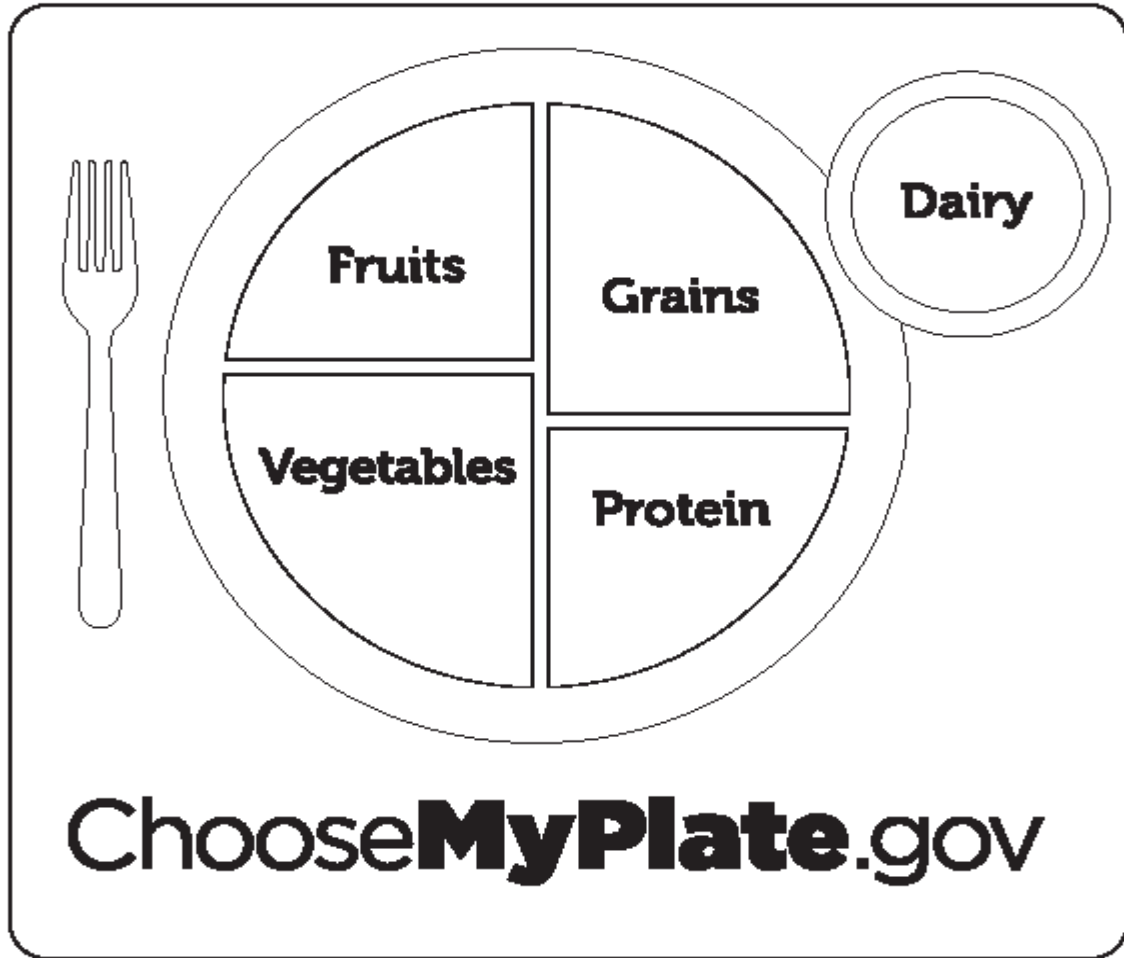 Dairy
Fruits
Grains
Vegetables
Protein
ChooseMyPlate.gov